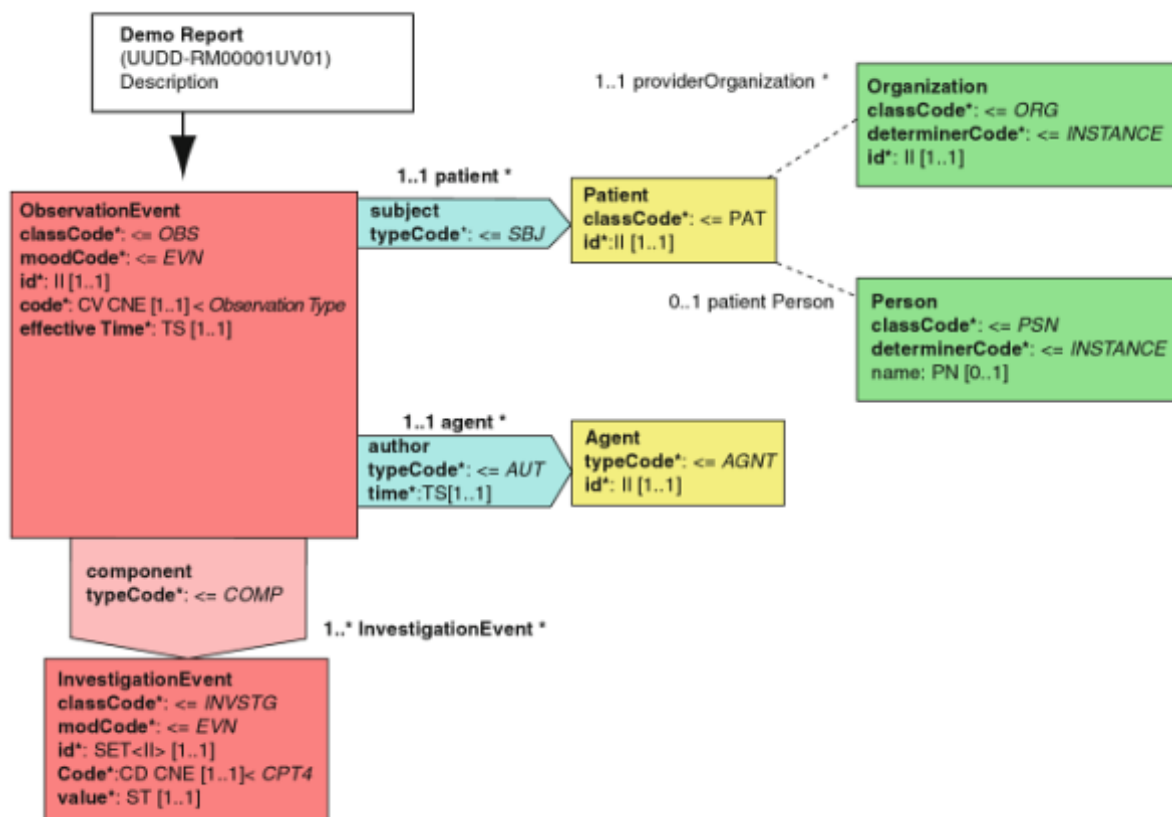 Demo Report
(UUDD-RM00001UV01)
Description
1..1 providerOrganization *
Organization
classCode*: <= ORG
determinerCode*: <= INSTANCE
id*: II [1..1]
1..1 patient *
subject
typeCode*: <= SBJ
Patient
classCode*: <= PAT
id*:II [1..1]
ObservationEvent
classCode*: <= OBS
moodCode*: <= EVN
id*: II [1..1]
code*: CV CNE [1..1] < Observation Type
effective Time*: TS [1..1]
0..1 patient Person
Person
classCode*: <= PSN
determinerCode*: <= INSTANCE
name: PN [0..1]
1..1 agent *
author
typeCode*: <= AUT
time*:TS[1..1]
Agent
typeCode*: <= AGNT
id*: II [1..1]
component
typeCode*: <= COMP
1..* InvestigationEvent *
InvestigationEvent
classCode*: <= INVSTG
modCode*: <= EVN
id*: SET<II> [1..1]
Code*:CD CNE [1..1]< CPT4
value*: ST [1..1]